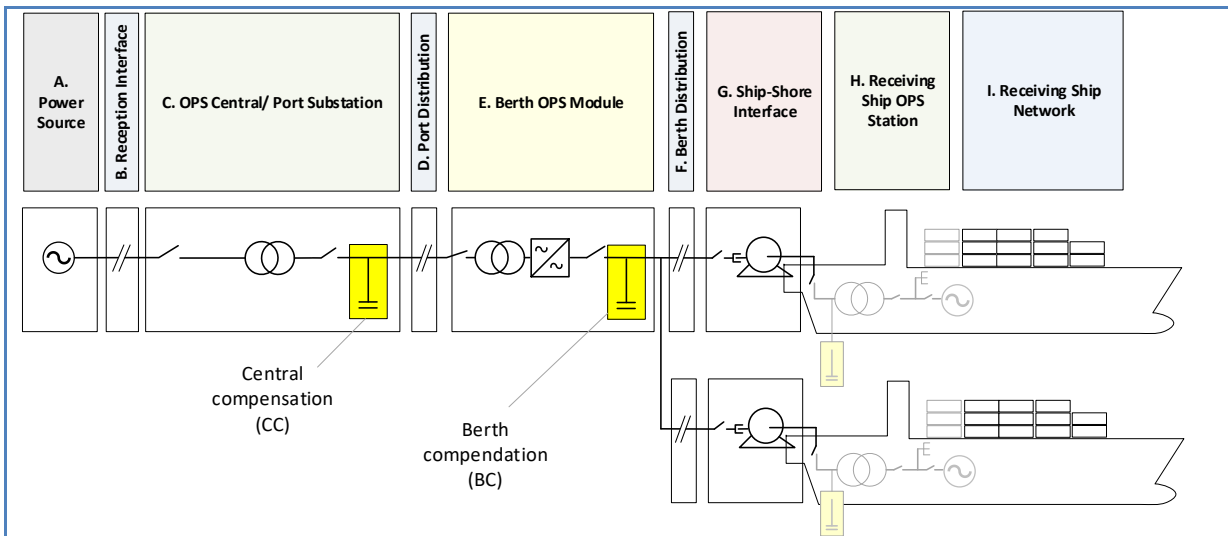 A.
Power
Source
B. Reception Interface
C. OPS Central/ Port Substation
D. Port Distribution
E. Berth OPS Module
F. Berth Distribution
G. Ship-Shore
Interface
H. Receiving
Ship OPS
Station
I. Receiving Ship
Network
Central
compensation
(CC)
Berth
compendation
(BC)